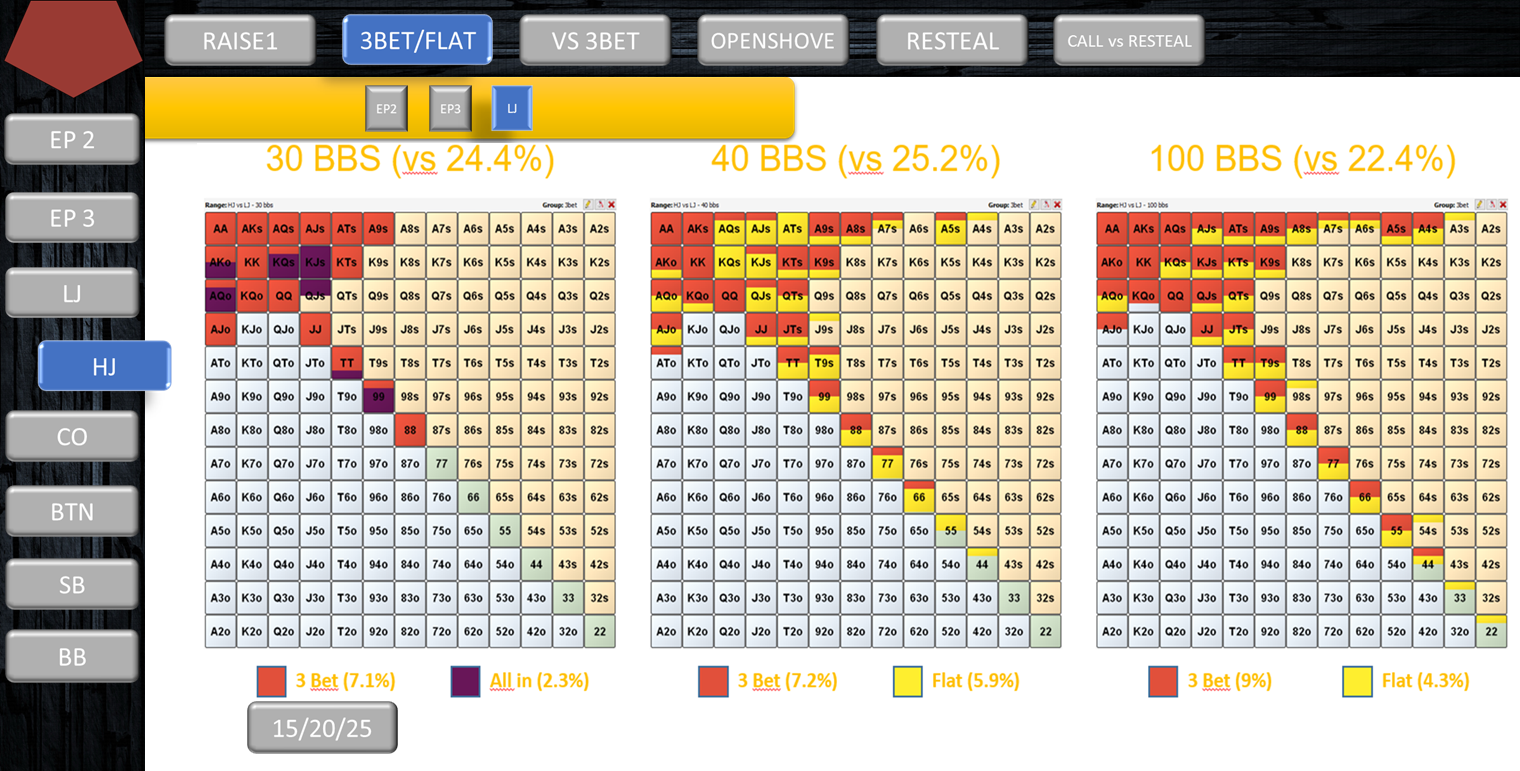 RAISE1
3BET/FLAT
VS 3BET
OPENSHOVE
RESTEAL
CALL vs RESTEAL
EP2
EP3
LJ
EP 2
EP 3
LJ
HJ
CO
BTN
SB
BB
30 BBS (vs 24.4%)
Range: HJ vs LJ - 30 bbs Group: 3bet
AA AKs AQs AJs ATs A9s A8s A7s A6s A5s A4s A3s A2s
AKo KK KQs KJs KTs K9s K8s K7s K6s K5s K4s K3s K2s
AQo KQo QQ QJs QTs Q9s Q8s Q7s Q6s Q5s Q4s Q3s Q2s
AJo KJo QJo JJ JTs J9s J8s J7s J6s J5s J4s J3s J2s
ATo KTo QTo JTo TT T9s T8s T7s T6s T5s T4s T3s T2s
A9o K9o Q9o J9o T9o 99 98s 97s 96s 95s 94s 93s 92s
A8o K8o Q8o J8o T8o 98o 88 87s 86s 85s 84s 83s 82s
A7o K7o Q7o J7o T7o 97o 87o 77 76s 75s 74s 73s 72s
A6o K6o Q6o J6o T6o 96o 86o 76o 66 65s 64s 63s 62s
A5o K5o Q5o J5o T5o 95o 85o 75o 65o 55 54s 53s 52s
A4o K4o Q4o J4o T4o 94o 84o 74o 64o 54o 44 43s 42s
A3o K3o Q3o J3o T3o 93o 83o 73o 63o 53o 43o 33 32s
A2o K2o Q2o J2o T2o 92o 82o 72o 62o 52o 42o 32o 22
3 Bet (7.1%)
All in (2.3%)
15/20/25
40 BBS (vs 25.2%)
Range: HJ vs LJ - 40 bbs Group: 3bet
AA AKs AQs AJs ATs A9s A8s A7s A6s A5s A4s A3s A2s
AKo KK KQs KJs KTs K9s K8s K7s K6s K5s K4s K3s K2s
AQo KQo QQ QJs QTs Q9s Q8s Q7s Q6s Q5s Q4s Q3s Q2s
AJo KJo QJo JJ JTs J9s J8s J7s J6s J5s J4s J3s J2s
ATo KTo QTo JTo TT T9s T8s T7s T6s T5s T4s T3s T2s
A9o K9o Q9o J9o T9o 99 98s 97s 96s 95s 94s 93s 92s
A8o K8o Q8o J8o T8o 98o 88 87s 86s 85s 84s 83s 82s
A7o K7o Q7o J7o T7o 97o 87o 77 76s 75s 74s 73s 72s
A6o K6o Q6o J6o T6o 96o 86o 76o 66 65s 64s 63s 62s
A5o K5o Q5o J5o T5o 95o 85o 75o 65o 55 54s 53s 52s
A4o K4o Q4o J4o T4o 94o 84o 74o 64o 54o 44 43s 42s
A3o K3o Q3o J3o T3o 93o 83o 73o 63o 53o 43o 33 32s
A2o K2o Q2o J2o T2o 92o 82o 72o 62o 52o 42o 32o 22
3 Bet (7.2%)
Flat (5.9%)
100 BBS (vs 22.4%)
Range: HJ vs LJ - 100 bbs Group: 3bet
AA AKs AQs AJs ATs A9s A8s A7s A6s A5s A4s A3s A2s
AKo KK KQs KJs KTs K9s K8s K7s K6s K5s K4s K3s K2s
AQo KQo QQ QJs QTs Q9s Q8s Q7s Q6s Q5s Q4s Q3s Q2s
AJo KJo QJo JJ JTs J9s J8s J7s J6s J5s J4s J3s J2s
ATo KTo QTo JTo TT T9s T8s T7s T6s T5s T4s T3s T2s
A9o K9o Q9o J9o T9o 99 98s 97s 96s 95s 94s 93s 92s
A8o K8o Q8o J8o T8o 98o 88 87s 86s 85s 84s 83s 82s
A7o K7o Q7o J7o T7o 97o 87o 77 76s 75s 74s 73s 72s
A6o K6o Q6o J6o T6o 96o 86o 76o 66 65s 64s 63s 62s
A5o K5o Q5o J5o T5o 95o 85o 75o 65o 55 54s 53s 52s
A4o K4o Q4o J4o T4o 94o 84o 74o 64o 54o 44 43s 42s
A3o K3o Q3o J3o T3o 93o 83o 73o 63o 53o 43o 33 32s
A2o K2o Q2o J2o T2o 92o 82o 72o 62o 52o 42o 32o 22
3 Bet (9%)
Flat (4.3%)